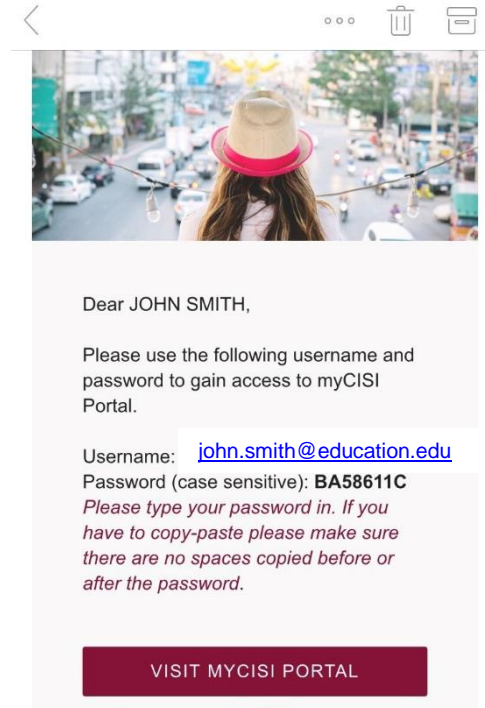 Dear JOHN SMITH,
Please use the following username and
password to gain access to myCISI
Portal.
Username: john.smith@education.edu
Password (case sensitive): BA58611C
Please type your password in. If you
have to copy-paste please make sure
there are no spaces copied before or
after the password.
VISIT MYCISI PORTAL